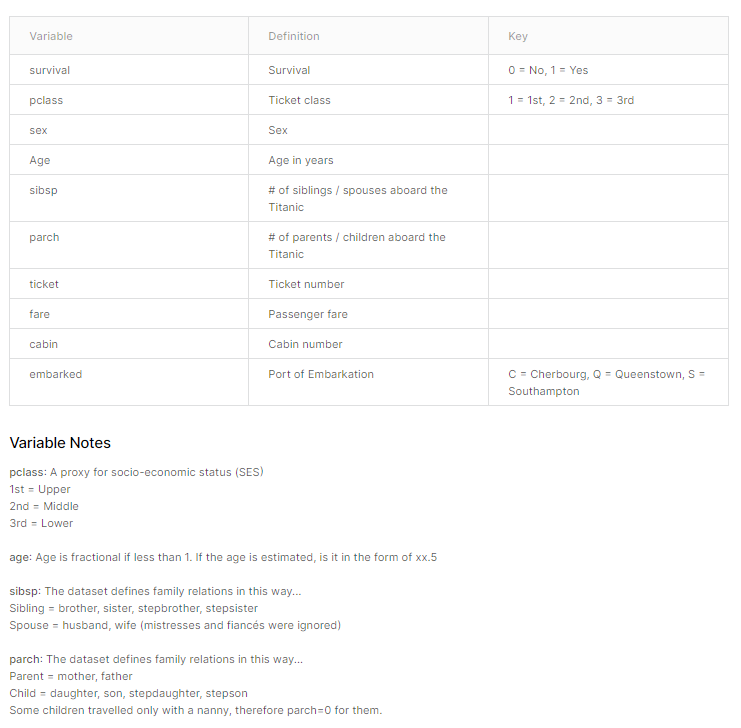 Variable Definition Key
survival Survival 0 = No, 1 = Yes
pclass Ticket class 1 = 1st, 2 = 2nd, 3 = 3rd
sex Sex
Age Age in years
sibsp # of siblings / spouses aboard the
Titanic
parch # of parents / children aboard the
Titanic
ticket Ticket number
fare Passenger fare
cabin Cabin number
embarked Port of Embarkation C = Cherbourg, Q = Queenstown, S =
Southampton
Variable Notes
pclass: A proxy for socio-economic status (SES)
1st = Upper
2nd = Middle
3rd = Lower
age: Age is fractional if less than 1. If the age is estimated, is it in the form of xx.5
sibsp: The dataset defines family relations in this way...
Sibling = brother, sister, stepbrother, stepsister
Spouse = husband, wife (mistresses and fiancés were ignored)
parch: The dataset defines family relations in this way...
Parent = mother, father
Child = daughter, son, stepdaughter, stepson
Some children travelled only with a nanny, therefore parch=0 for them.